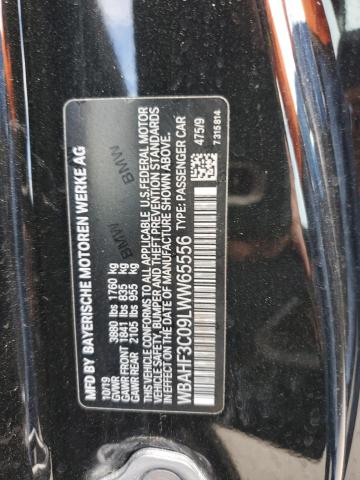 MFD BY BAYERISCHE MOTOREN WERKE AG
10/19
GVWR 3880 lbs 1760 kg
GAWR FRONT 1841 lbs 835 kg
GAWR REAR 2105 lbs 955 kg
BMW BMW
THIS VEHICLE CONFORMS TO ALL APPLICABLE U.S. FEDERAL MOTOR
VEHICLE SAFETY, BUMPER AND THEFT PREVENTION STANDARDS
IN EFFECT ON THE DATE OF MANUFACTURE SHOWN ABOVE.
WBAHF3C09LWW65556 TYPE: PASSENGER CAR
475/9
7315814